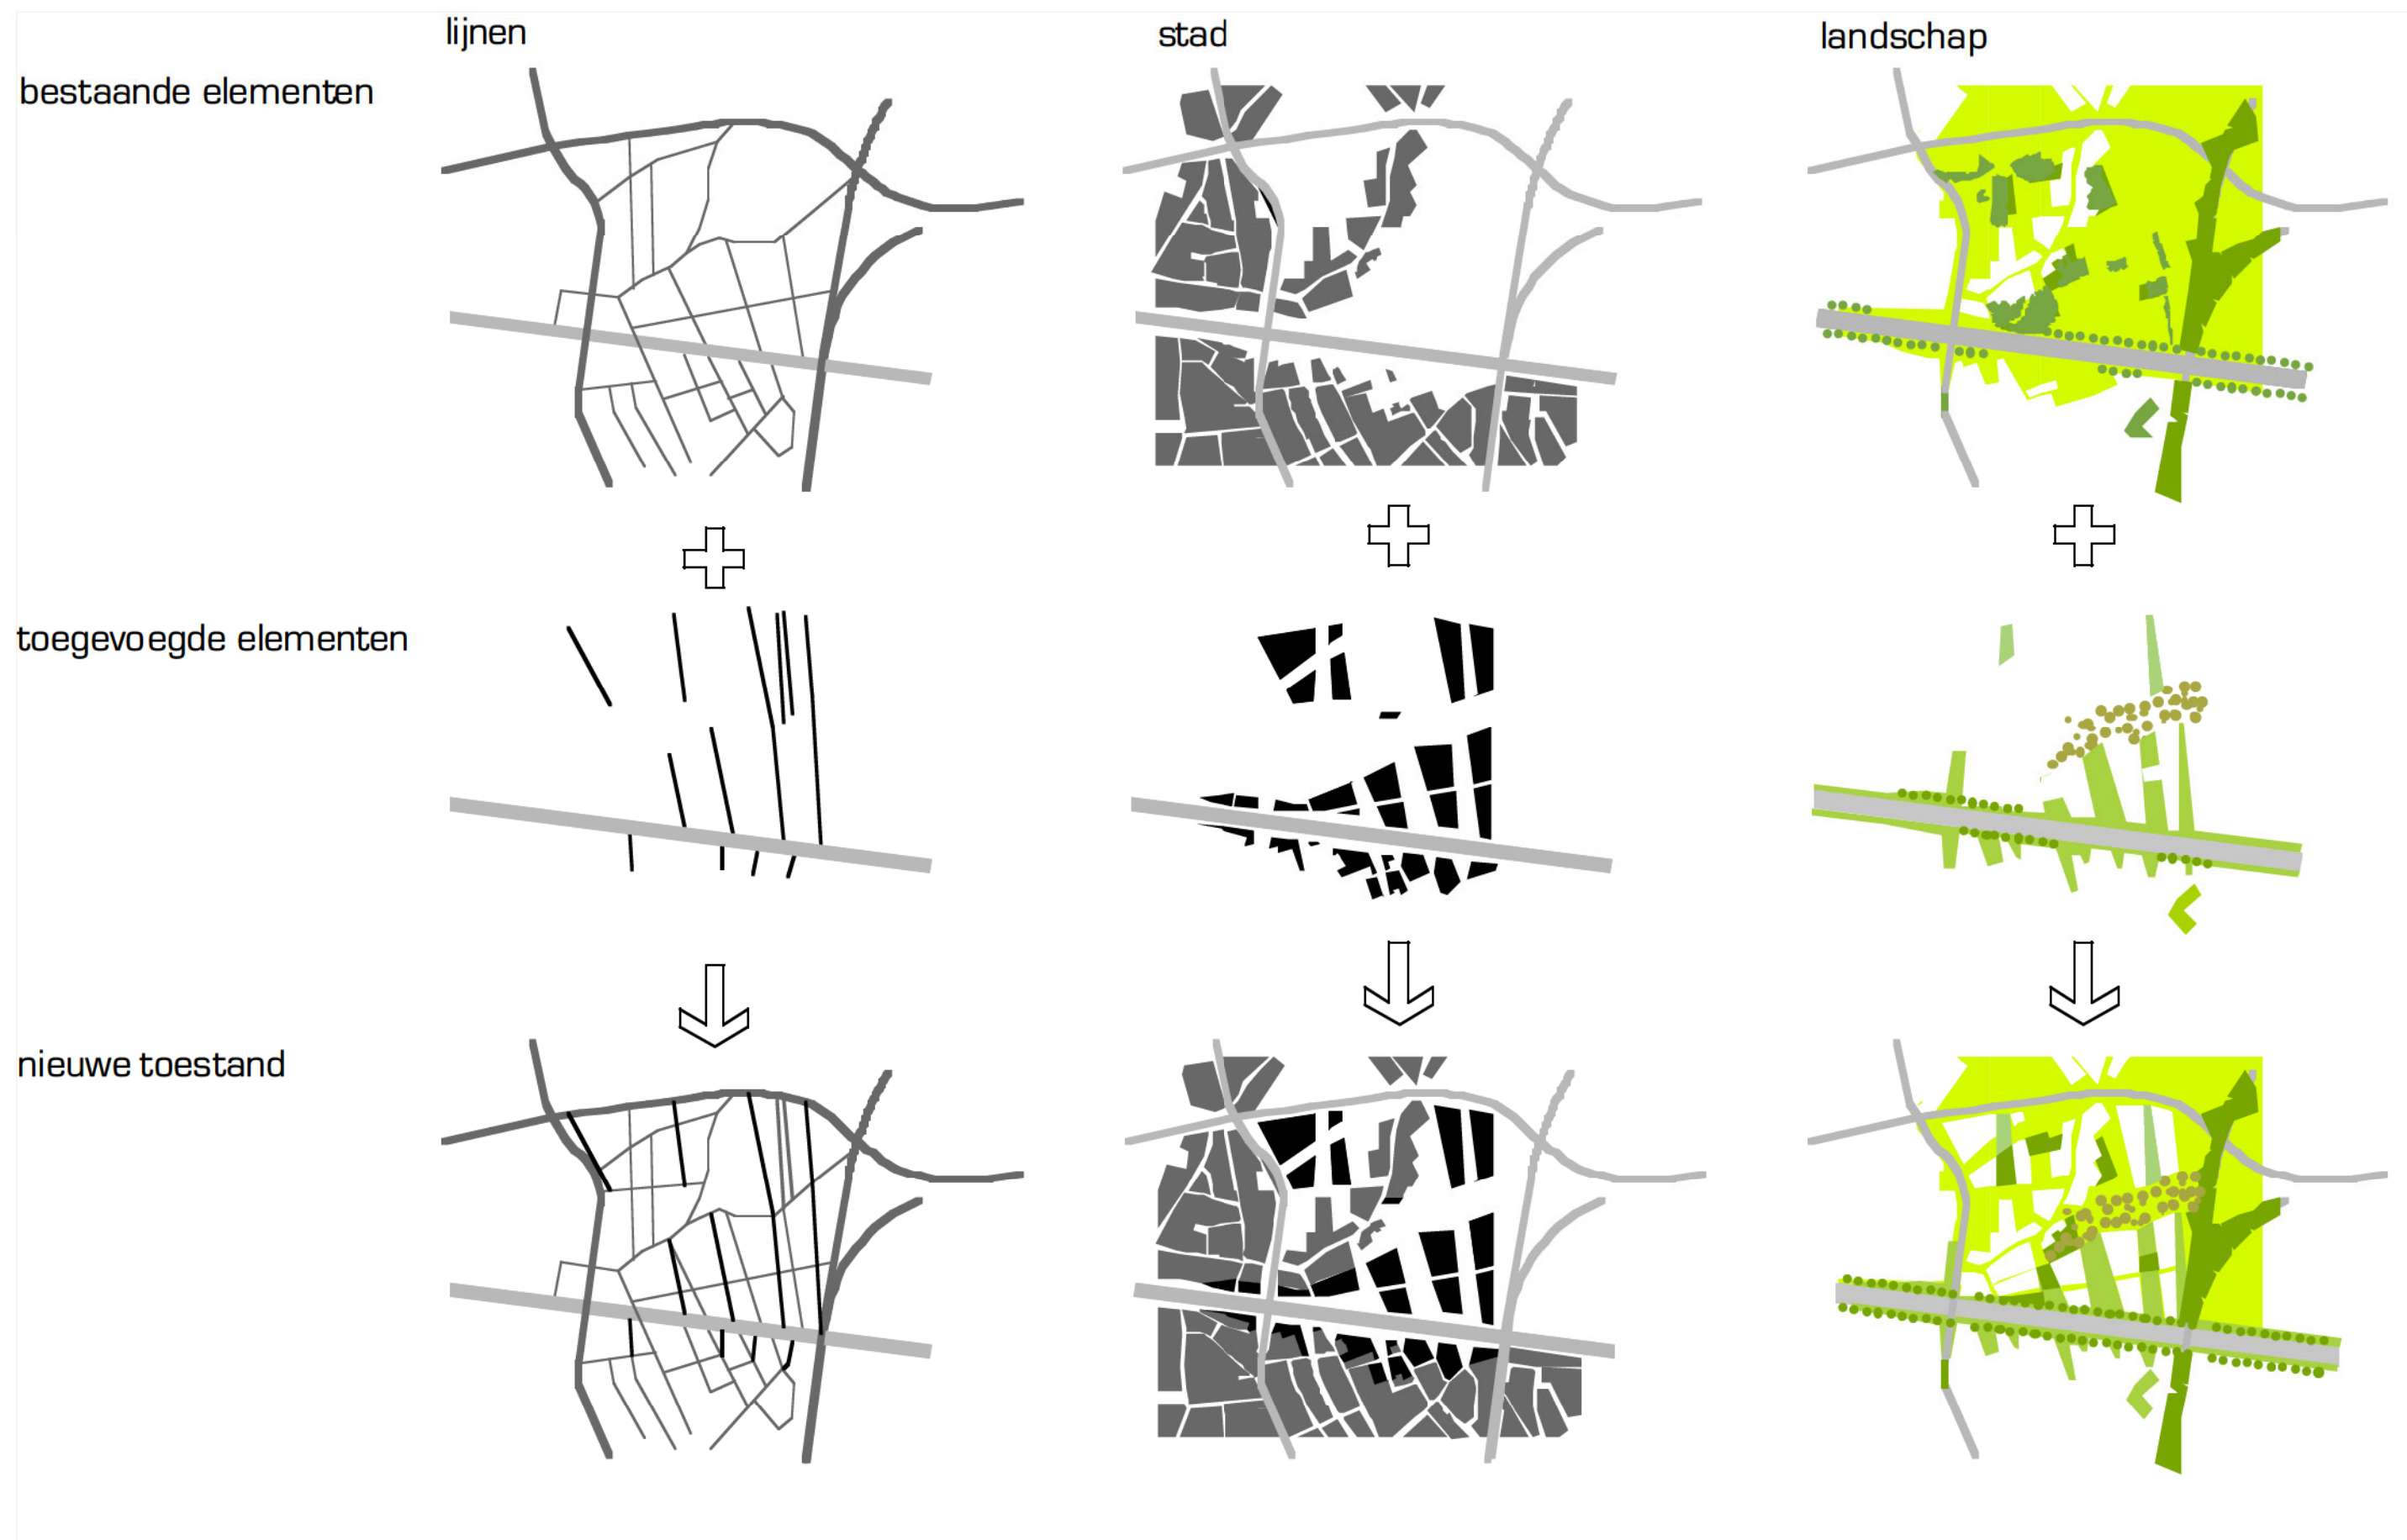 lijnen
stad
landschap
bestaande elementen
toegevoegde elementen
nieuwe toestand